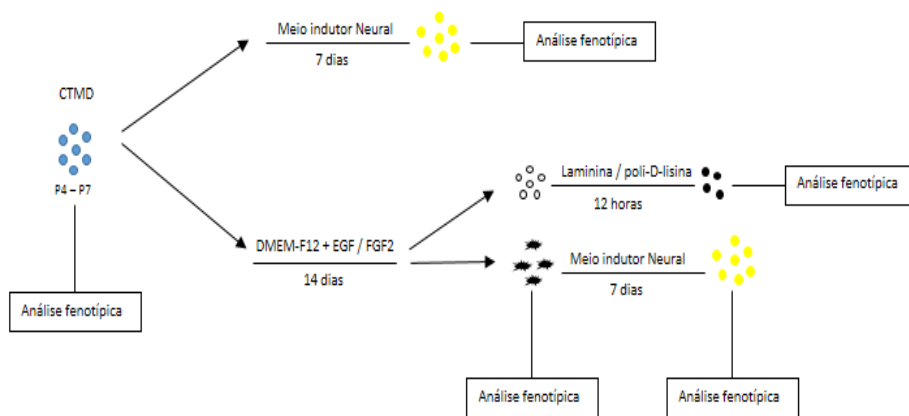 Meio indutor Neural
7 dias
Análise fenotípica
CTMD
P4 – P7
Análise fenotípica
DMEM-F12 + EGF / FGF2
14 dias
Laminina / poli-D-lisina
12 horas
Análise fenotípica
Meio indutor Neural
7 dias
Análise fenotípica
Análise fenotípica